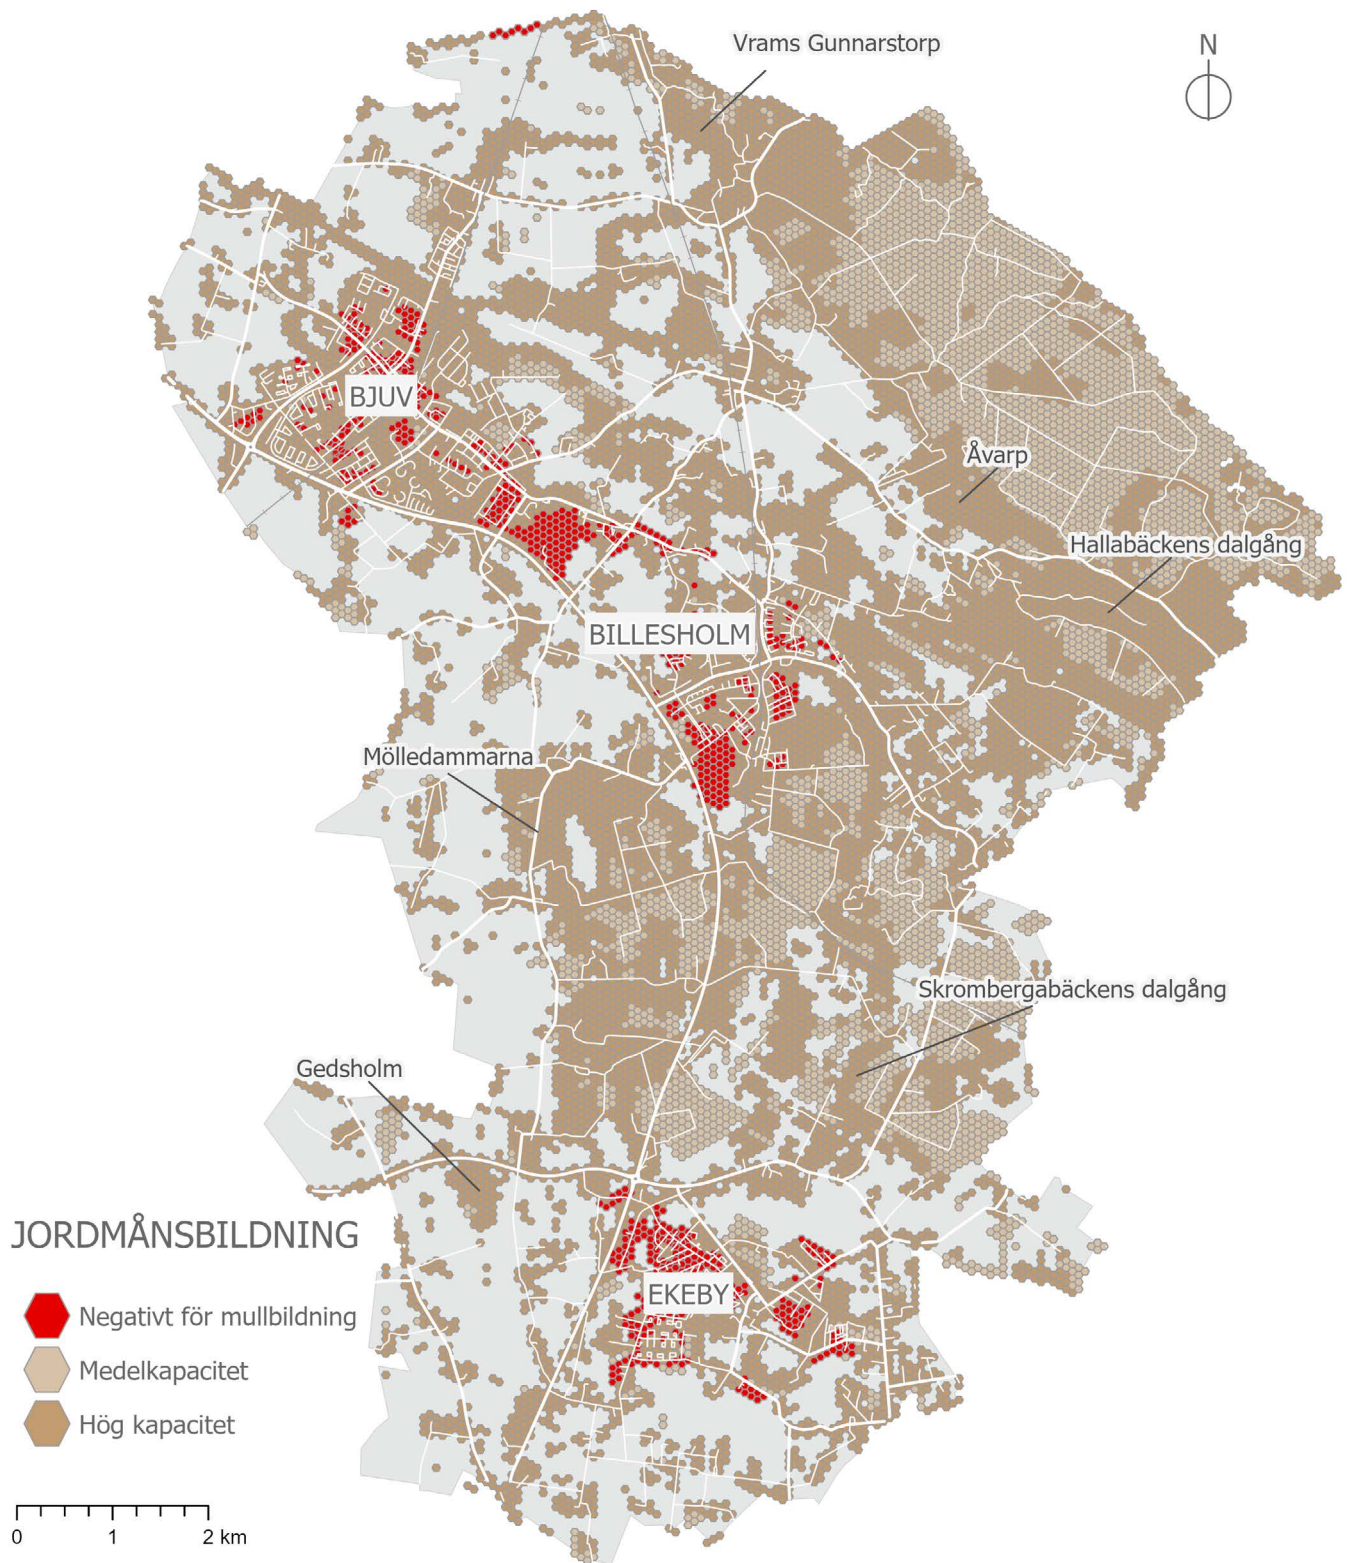 Vrams Gunnarstorp
N
BJUV
Åvarp
Hallabäckens dalgång
BILLESHOLM
Mölledammarna
Skrombergabäckens dalgång
Gedsholm
EKEBY
JORDMÅNSBILDNING
Negativt för mullbildning
Medelkapacitet
Hög kapacitet
0 1 2 km